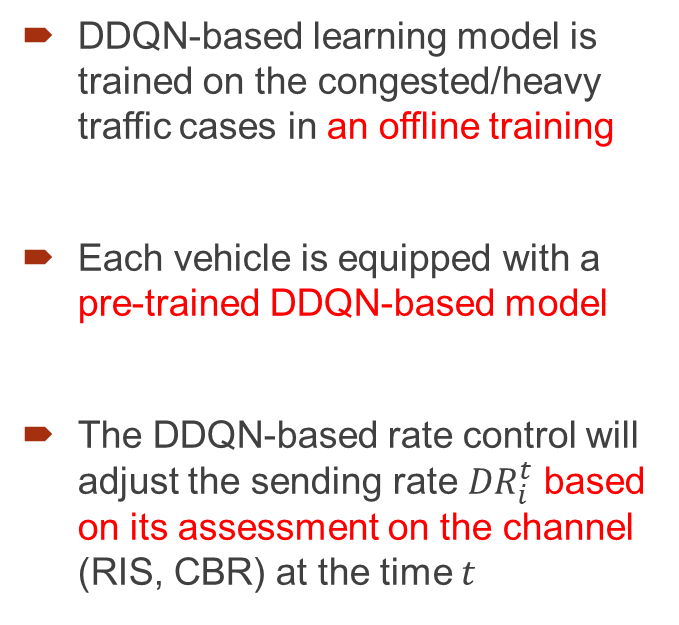 DDQN-based learning model is
trained on the congested/heavy
traffic cases in an offline training
Each vehicle is equipped with a
pre-trained DDQN-based model
The DDQN-based rate control will
adjust the sending rate $DR_i^t$ based
on its assessment on the channel
(RIS, CBR) at the time $t$